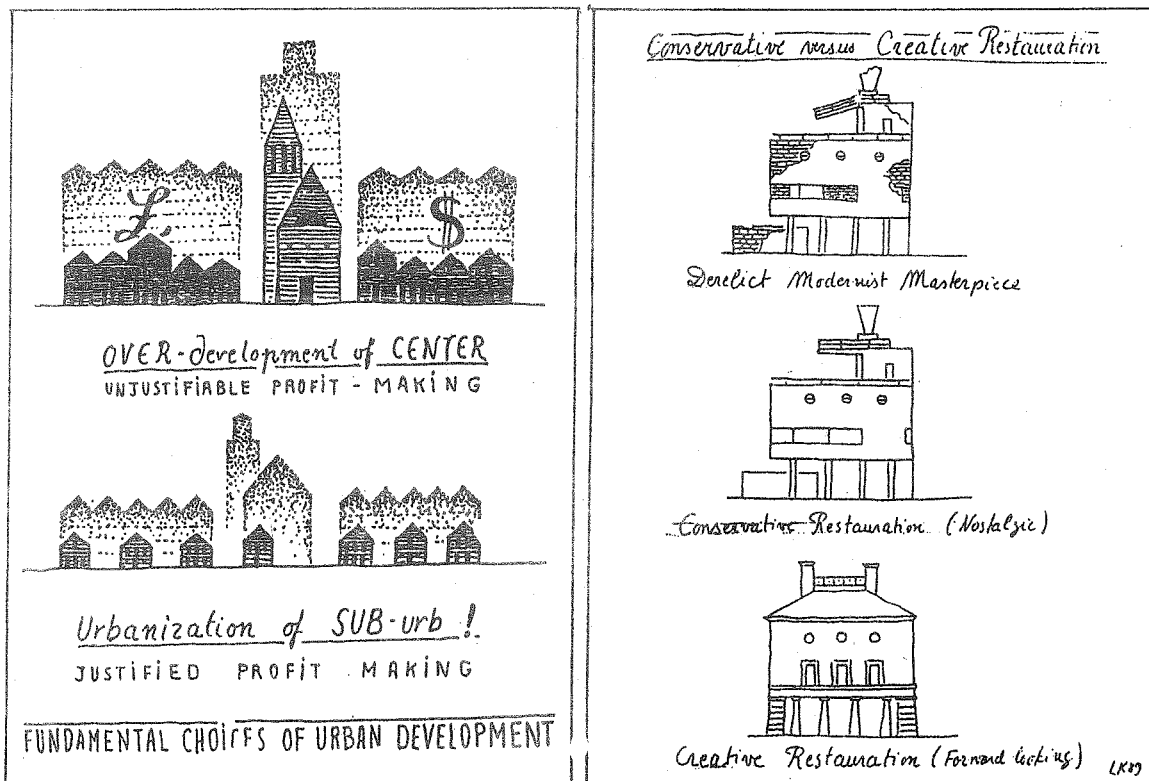 £
$
OVER-development of CENTER
UNJUSTIFIABLE PROFIT-MAKING
Urbanization of SUB-urb!
JUSTIFIED PROFIT MAKING
FUNDAMENTAL CHOICES OF URBAN DEVELOPMENT
Conservative versus Creative Restauration
Derelict Modernist Masterpiece
Conservative Restauration (Nostalgic)
Creative Restauration (Forward looking)
LK89